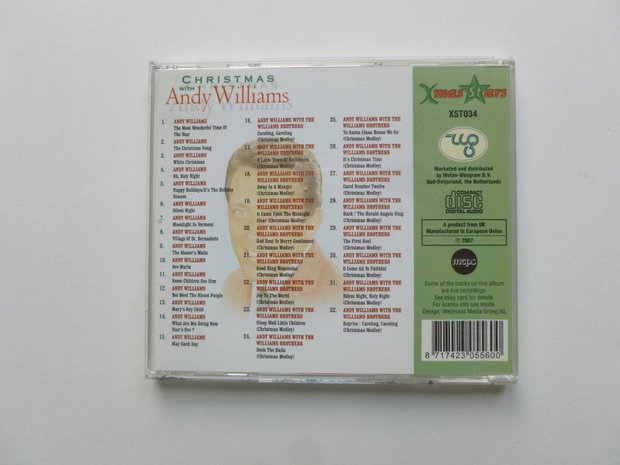 CHRISTMAS
WITH Andy Williams
1. ANDY WILLIAMS
The Most Wonderful Time Of
The Year
2. ANDY WILLIAMS
The Christmas Song
3. ANDY WILLIAMS
White Christmas
4. ANDY WILLIAMS
Oh, Holy Night
5. ANDY WILLIAMS
Happy Holidays/It's The Holiday
Season
6. ANDY WILLIAMS
Silent Night
7. ANDY WILLIAMS
Moonlight In Vermont
8. ANDY WILLIAMS
Village Of St. Bernadette
9. ANDY WILLIAMS
The Skater's Waltz
10. ANDY WILLIAMS
Ave Maria
11. ANDY WILLIAMS
Some Children See Him
12. ANDY WILLIAMS
You Meet The Nicest People
13. ANDY WILLIAMS
Mary's Boy Child
14. ANDY WILLIAMS
What Are You Doing New
Year's Eve ?
15. ANDY WILLIAMS
May Each Day
16. ANDY WILLIAMS WITH THE
WILLIAMS BROTHERS
Caroling, Caroling
(Christmas Medley)
17. ANDY WILLIAMS WITH THE
WILLIAMS BROTHERS
O Little Town Of Bethlehem
(Christmas Medley)
18. ANDY WILLIAMS WITH THE
WILLIAMS BROTHERS
Away In A Manger
(Christmas Medley)
19. ANDY WILLIAMS WITH THE
WILLIAMS BROTHERS
It Came Upon The Midnight
Clear (Christmas Medley)
20. ANDY WILLIAMS WITH THE
WILLIAMS BROTHERS
God Rest Ye Merry Gentlemen
(Christmas Medley)
21. ANDY WILLIAMS WITH THE
WILLIAMS BROTHERS
Good King Wenceslas
(Christmas Medley)
22. ANDY WILLIAMS WITH THE
WILLIAMS BROTHERS
Joy To The World
(Christmas Medley)
23. ANDY WILLIAMS WITH THE
WILLIAMS BROTHERS
Sleep Well Little Children
(Christmas Medley)
24. ANDY WILLIAMS WITH THE
WILLIAMS BROTHERS
Deck The Halls
(Christmas Medley)
25. ANDY WILLIAMS WITH THE
WILLIAMS BROTHERS
To Santa Claus House We Go
(Christmas Medley)
26. ANDY WILLIAMS WITH THE
WILLIAMS BROTHERS
It's Christmas Time
(Christmas Medley)
27. ANDY WILLIAMS WITH THE
WILLIAMS BROTHERS
Carol Number Twelve
(Christmas Medley)
28. ANDY WILLIAMS WITH THE
WILLIAMS BROTHERS
Hark ! The Herald Angels Sing
(Christmas Medley)
29. ANDY WILLIAMS WITH THE
WILLIAMS BROTHERS
The First Noel
(Christmas Medley)
30. ANDY WILLIAMS WITH THE
WILLIAMS BROTHERS
O Come All Ye Faithful
(Christmas Medley)
31. ANDY WILLIAMS WITH THE
WILLIAMS BROTHERS
Silent Night, Holy Night
(Christmas Medley)
32. ANDY WILLIAMS WITH THE
WILLIAMS BROTHERS
Reprise : Caroling, Caroling
(Christmas Medley)
Xmas Stars
XST034
Marketed and distributed
by Weton-Wesgram B.V.
Oud-Beijerland, the Netherlands
COMPACT
disc
DIGITAL AUDIO
A product from UK
Manufactured in European Union
℗ 2007
mcps
Some of the tracks on this album
are live recordings.
See inlay card for details.
For license info see inside.
Design: Weijmans Media Groep.NL
8 717423 055600